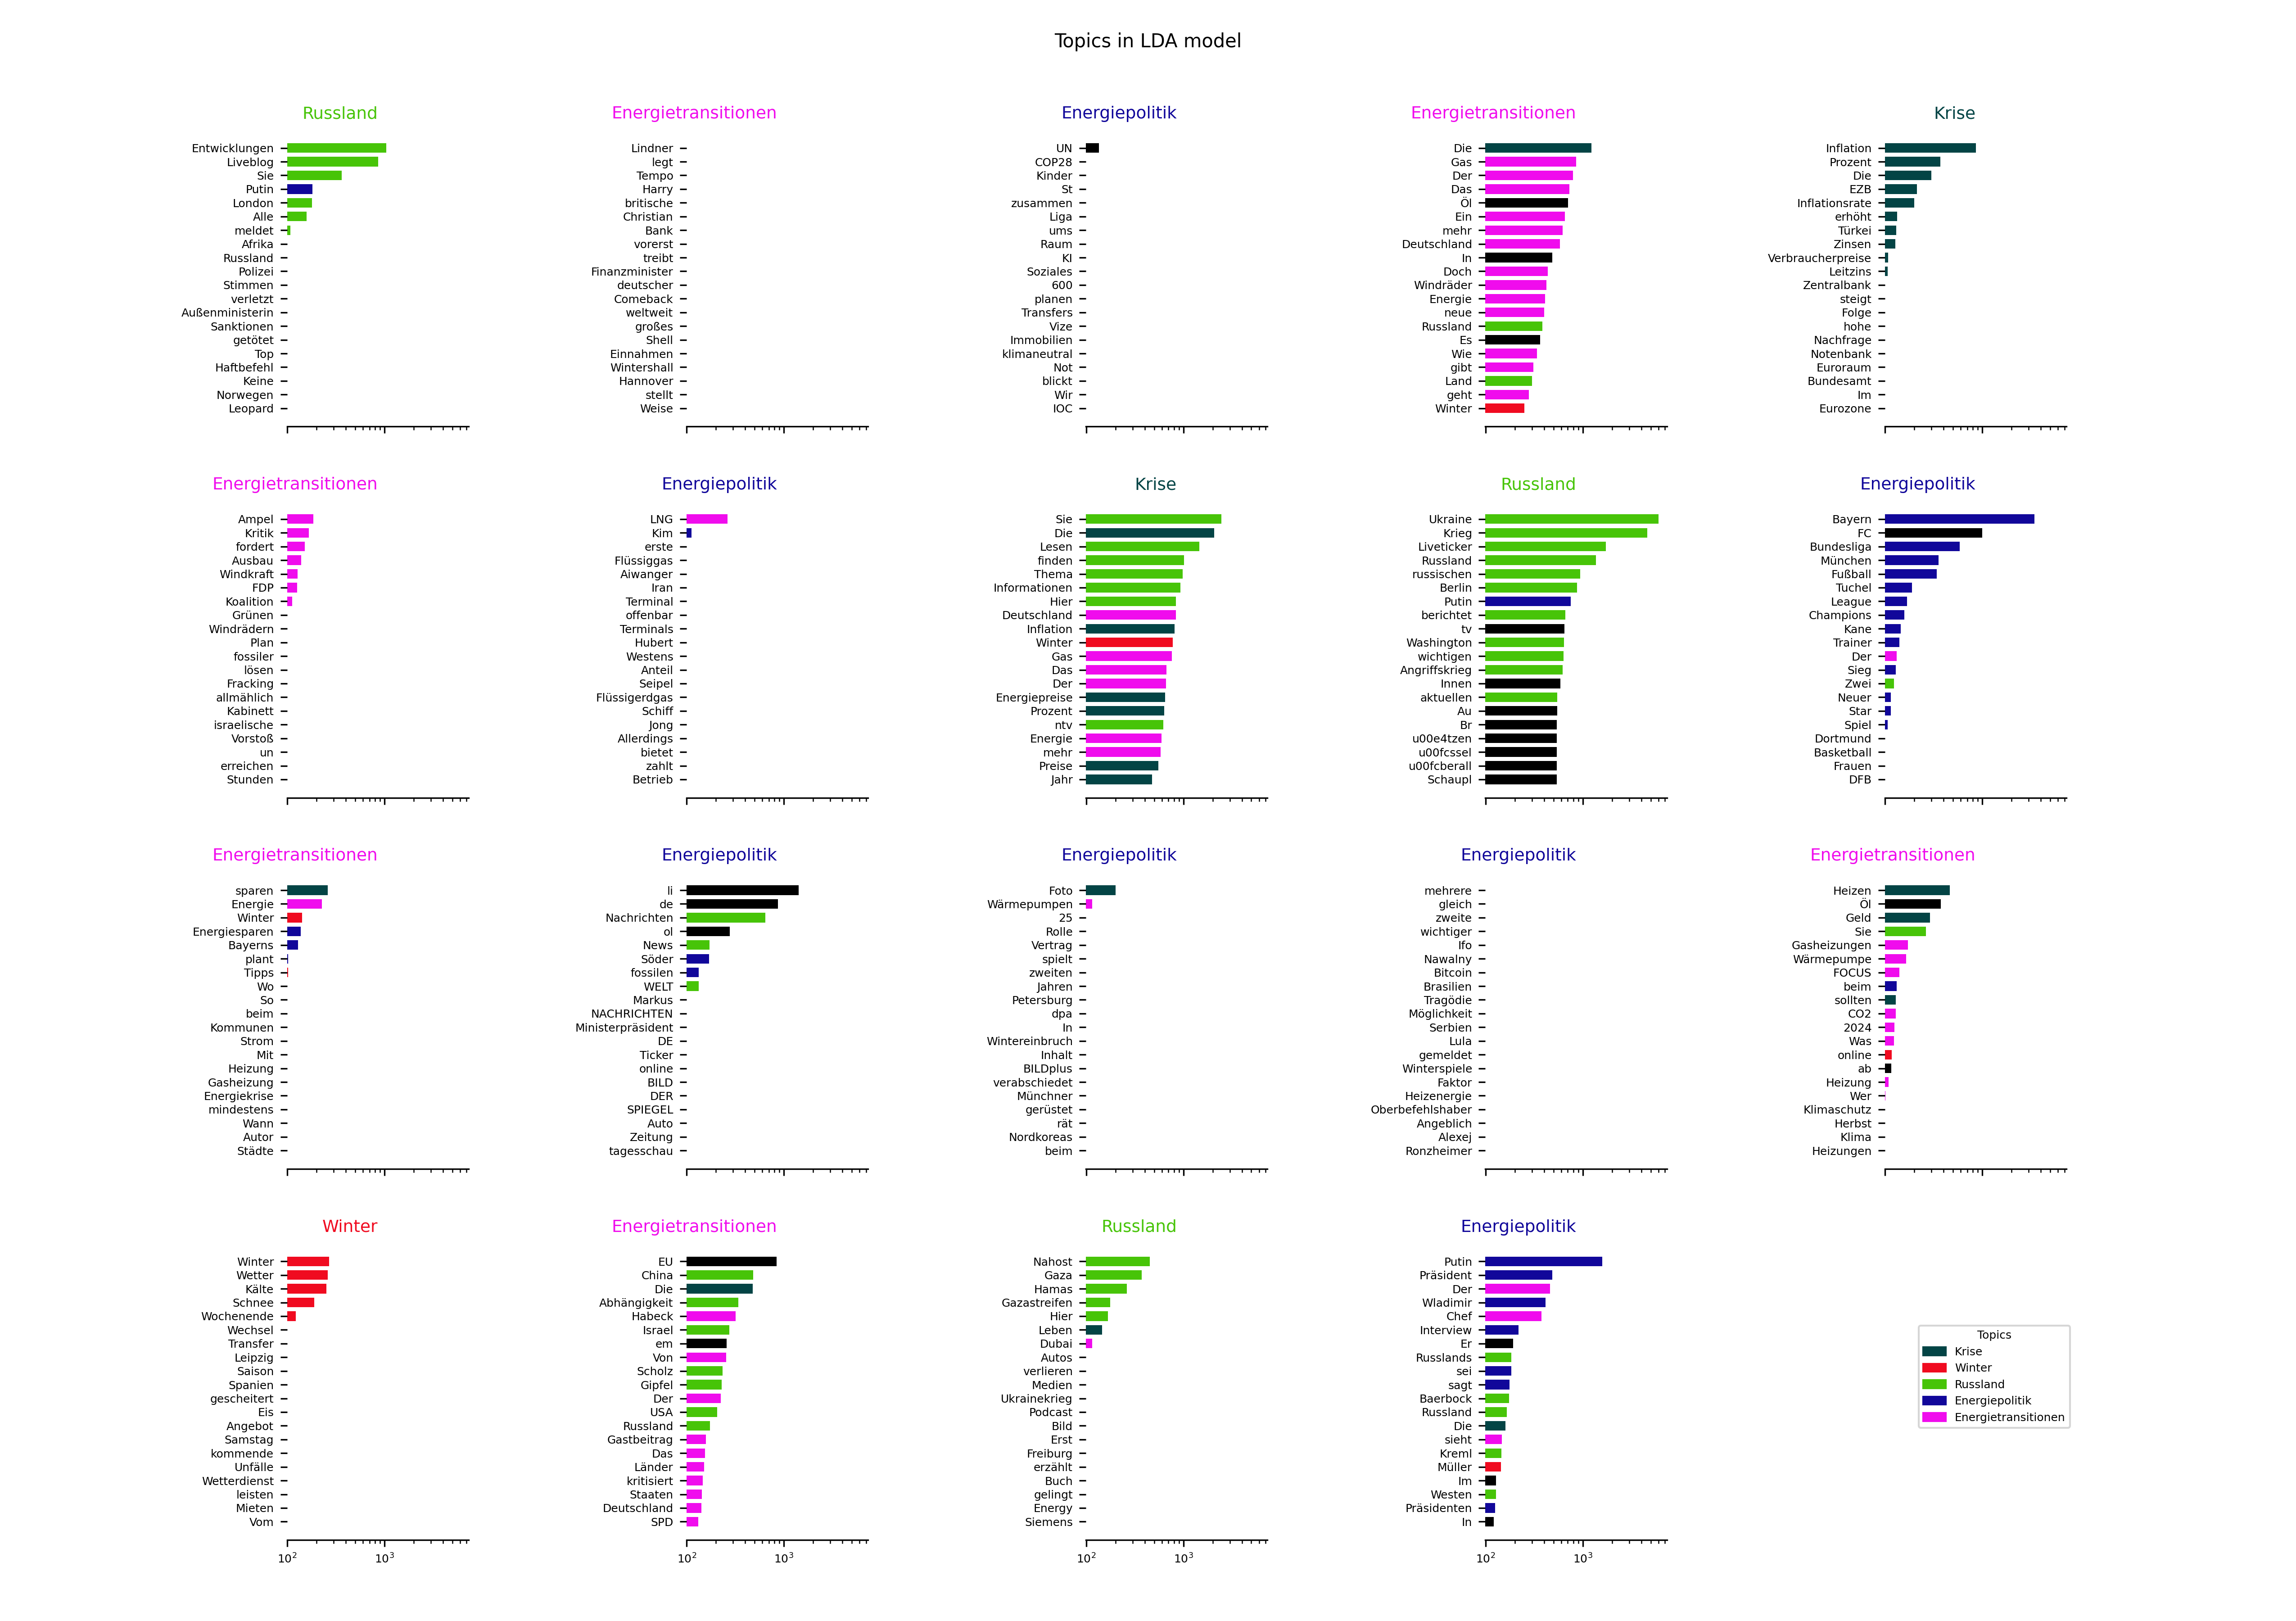 Topics in LDA model
Russland
Entwicklungen
Liveblog
Sie
Putin
London
Alle
meldet
Afrika
Russland
Polizei
Stimmen
verletzt
Außenministerin
Sanktionen
getötet
Top
Haftbefehl
Keine
Norwegen
Leopard
Energietransitionen
Lindner
legt
Tempo
Harry
britische
Christian
Bank
vorerst
treibt
Finanzminister
deutscher
Comeback
weltweit
großes
Shell
Einnahmen
Wintershall
Hannover
stellt
Weise
Energiepolitik
UN
COP28
Kinder
St
zusammen
Liga
ums
Raum
KI
Soziales
600
planen
Transfers
Vize
Immobilien
klimaneutral
Not
blickt
Wir
IOC
Energietransitionen
Die
Gas
Der
Das
Öl
Ein
mehr
Deutschland
In
Doch
Windräder
Energie
neue
Russland
Es
Wie
gibt
Land
geht
Winter
Krise
Inflation
Prozent
Die
EZB
Inflationsrate
erhöht
Türkei
Zinsen
Verbraucherpreise
Leitzins
Zentralbank
steigt
Folge
hohe
Nachfrage
Notenbank
Euroraum
Bundesamt
Im
Eurozone
Energietransitionen
Ampel
Kritik
fordert
Ausbau
Windkraft
FDP
Koalition
Grünen
Windrädern
Plan
fossiler
lösen
Fracking
allmählich
Kabinett
israelische
Vorstoß
un
erreichen
Stunden
Energiepolitik
LNG
Kim
erste
Flüssiggas
Aiwanger
Iran
Terminal
offenbar
Terminals
Hubert
Westens
Anteil
Seipel
Flüssigerdgas
Schiff
Jong
Allerdings
bietet
zahlt
Betrieb
Krise
Sie
Die
Lesen
finden
Thema
Informationen
Hier
Deutschland
Inflation
Winter
Gas
Das
Der
Energiepreise
Prozent
ntv
Energie
mehr
Preise
Jahr
Russland
Ukraine
Krieg
Liveticker
Russland
russischen
Berlin
Putin
berichtet
tv
Washington
wichtigen
Angriffskrieg
Innen
aktuellen
Au
Br
u00e4tzen
u00fcssel
u00fcberall
Schaupl
Energiepolitik
Bayern
FC
Bundesliga
München
Fußball
Tuchel
League
Champions
Kane
Trainer
Der
Sieg
Zwei
Neuer
Star
Spiel
Dortmund
Basketball
Frauen
DFB
Energietransitionen
sparen
Energie
Winter
Energiesparen
Bayerns
plant
Tipps
Wo
So
beim
Kommunen
Strom
Mit
Heizung
Gasheizung
Energiekrise
mindestens
Wann
Autor
Städte
Energiepolitik
li
de
Nachrichten
ol
News
Söder
fossilen
WELT
Markus
NACHRICHTEN
Ministerpräsident
DE
Ticker
online
BILD
DER
SPIEGEL
Auto
Zeitung
tagesschau
Energiepolitik
Foto
Wärmepumpen
25
Rolle
Vertrag
spielt
zweiten
Jahren
Petersburg
dpa
In
Wintereinbruch
Inhalt
BILDplus
verabschiedet
Münchner
gerüstet
rät
Nordkoreas
beim
Energiepolitik
mehrere
gleich
zweite
wichtiger
Ifo
Nawalny
Bitcoin
Brasilien
Tragödie
Möglichkeit
Serbien
Lula
gemeldet
Winterspiele
Faktor
Heizenergie
Oberbefehlshaber
Angeblich
Alexej
Ronzheimer
Energietransitionen
Heizen
Öl
Geld
Sie
Gasheizungen
Wärmepumpe
FOCUS
beim
sollten
CO2
2024
Was
online
ab
Heizung
Wer
Klimaschutz
Herbst
Klima
Heizungen
Winter
Winter
Wetter
Kälte
Schnee
Wochenende
Wechsel
Transfer
Leipzig
Saison
Spanien
gescheitert
Eis
Angebot
Samstag
kommende
Unfälle
Wetterdienst
leisten
Mieten
Vom
10² 10³
Energietransitionen
EU
China
Die
Abhängigkeit
Habeck
Israel
em
Von
Scholz
Gipfel
Der
USA
Russland
Gastbeitrag
Das
Länder
kritisiert
Staaten
Deutschland
SPD
10² 10³
Russland
Nahost
Gaza
Hamas
Gazastreifen
Hier
Leben
Dubai
Autos
verlieren
Medien
Ukrainekrieg
Podcast
Bild
Erst
Freiburg
erzählt
Buch
gelingt
Energy
Siemens
10² 10³
Energiepolitik
Putin
Präsident
Der
Wladimir
Chef
Interview
Er
Russlands
sei
sagt
Baerbock
Russland
Die
sieht
Kreml
Müller
Im
Westen
Präsidenten
In
10² 10³
Topics
Krise
Winter
Russland
Energiepolitik
Energietransitionen